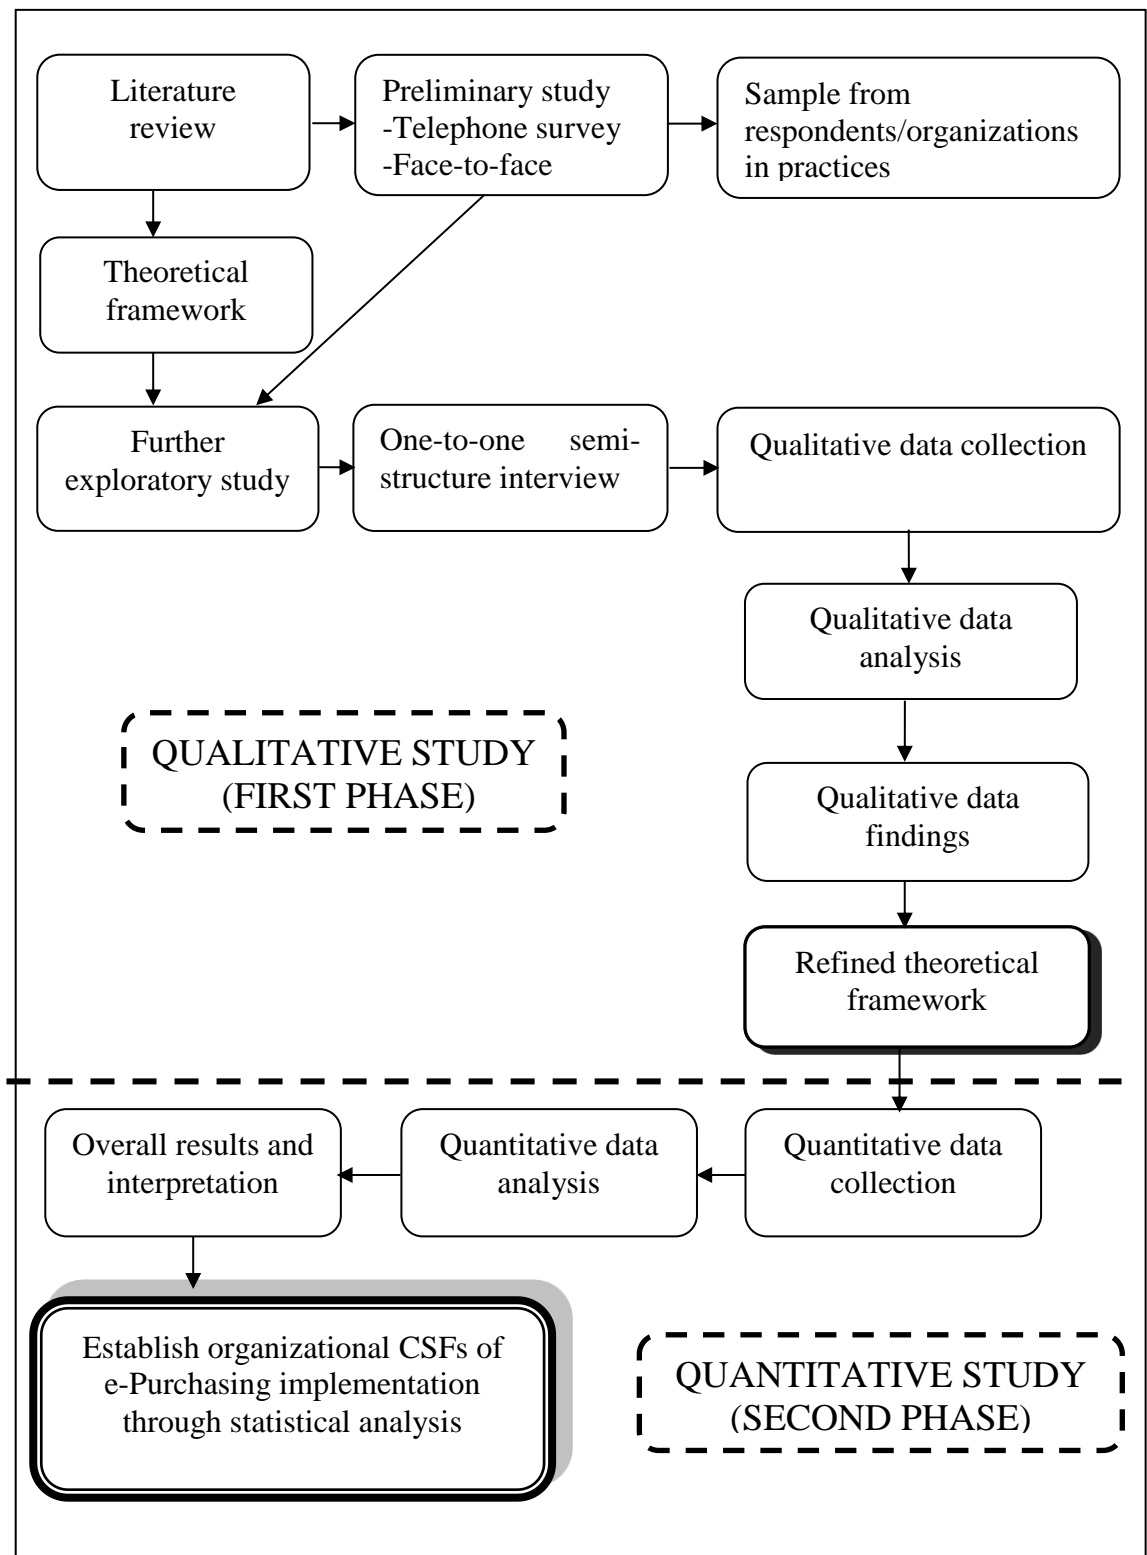 Literature
review
Preliminary study
-Telephone survey
-Face-to-face
Sample from
respondents/organizations
in practices
Theoretical
framework
Further
exploratory study
One-to-one semi-
structure interview
Qualitative data collection
Qualitative data
analysis
QUALITATIVE STUDY
(FIRST PHASE)
Qualitative data
findings
Refined theoretical
framework
Overall results and
interpretation
Quantitative data
analysis
Quantitative data
collection
Establish organizational CSFs of
e-Purchasing implementation
through statistical analysis
QUANTITATIVE STUDY
(SECOND PHASE)